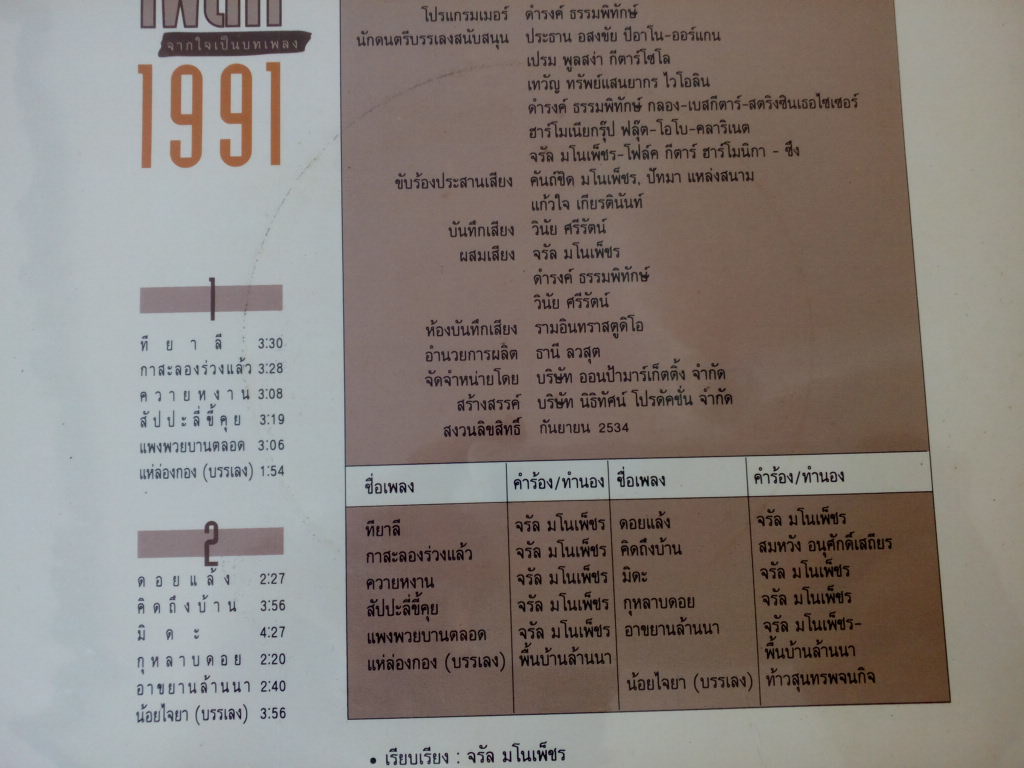 จากใจเป็นบทเพลง
1991
โปรแกรมเมอร์ ดำรงค์ ธรรมพิทักษ์
นักดนตรีบรรเลงสนับสนุน ประธาน อสงขัย ปีอาโน-ออร์แกน
เปรม พูลสง่า กีตาร์โซโล
เทวัญ ทรัพย์แสนยากร ไวโอลิน
ดำรงค์ ธรรมพิทักษ์ กลอง-เบสกีตาร์-สตริงซินเธอไซเซอร์
ฮาร์โมเนียกรุ๊ป ฟลุ๊ต-โอโบ-คลาริเนต
จรัล มโนเพ็ชร-โฟล์ค กีตาร์ ฮาร์โมนิกา - ซึง
ขับร้องประสานเสียง คันถ์ชิด มโนเพ็ชร, ปัทมา แหล่งสนาม
แก้วใจ เกียรตินันท์
บันทึกเสียง วินัย ศรีรัตน์
ผสมเสียง จรัล มโนเพ็ชร
ดำรงค์ ธรรมพิทักษ์
วินัย ศรีรัตน์
ห้องบันทึกเสียง รามอินทราสตูดิโอ
อำนวยการผลิต ธานี ลวสุต
จัดจำหน่ายโดย บริษัท ออนป้ามาร์เก็ตติ้ง จำกัด
สร้างสรรค์ บริษัท นิธิทัศน์ โปรดัคชั่น จำกัด
สงวนลิขสิทธิ์ กันยายน 2534
1
ทียาลี 3:30
กาสะลองร่วงแล้ว 3:28
ควายหงาน 3:08
สัปปะลี่ขี้คุย 3:19
แพงพวยบานตลอด 3:06
แห่ล่องกอง (บรรเลง) 1:54
2
ดอยแล้ง 2:27
คิดถึงบ้าน 3:56
มิดะ 4:27
กุหลาบดอย 2:20
อาขยานล้านนา 2:40
น้อยไจยา (บรรเลง) 3:56
ชื่อเพลง คำร้อง/ทำนอง ชื่อเพลง คำร้อง/ทำนอง
ทียาลี จรัล มโนเพ็ชร ดอยแล้ง จรัล มโนเพ็ชร
กาสะลองร่วงแล้ว จรัล มโนเพ็ชร คิดถึงบ้าน สมหวัง อนุศักดิ์เสถียร
ควายหงาน จรัล มโนเพ็ชร มิดะ จรัล มโนเพ็ชร
สัปปะลี่ขี้คุย จรัล มโนเพ็ชร กุหลาบดอย จรัล มโนเพ็ชร
แพงพวยบานตลอด จรัล มโนเพ็ชร อาขยานล้านนา จรัล มโนเพ็ชร-
แห่ล่องกอง (บรรเลง) พื้นบ้านล้านนา พื้นบ้านล้านนา
น้อยไจยา (บรรเลง) ท้าวสุนทรพจนกิจ
• เรียบเรียง : จรัล มโนเพ็ชร